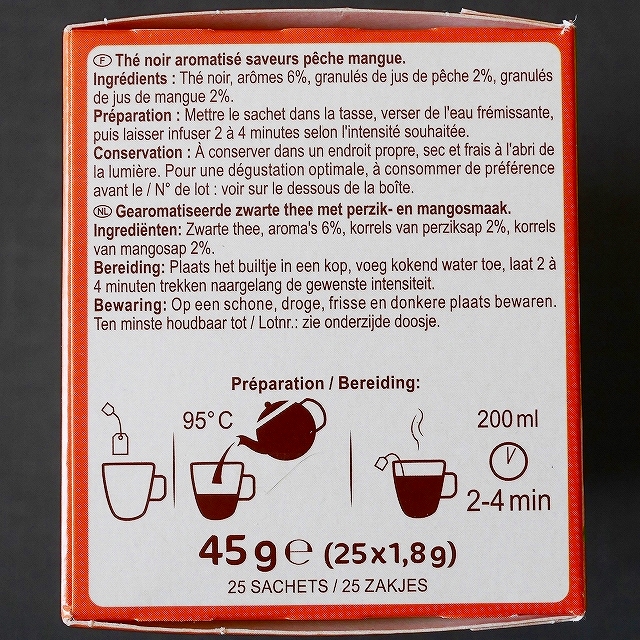 F Thé noir aromatisé saveurs pêche mangue.
Ingrédients : Thé noir, arômes 6%, granulés de jus de pêche 2%, granulés
de jus de mangue 2%.
Préparation : Mettre le sachet dans la tasse, verser de l'eau frémissante,
puis laisser infuser 2 à 4 minutes selon l'intensité souhaitée.
Conservation : À conserver dans un endroit propre, sec et frais à l'abri de
la lumière. Pour une dégustation optimale, à consommer de préférence
avant le / N° de lot : voir sur le dessous de la boîte.
NL Gearomatiseerde zwarte thee met perzik- en mangosmaak.
Ingrediënten: Zwarte thee, aroma's 6%, korrels van perziksap 2%, korrels
van mangosap 2%.
Bereiding: Plaats het builtje in een kop, voeg kokend water toe, laat 2 à
4 minuten trekken naargelang de gewenste intensiteit.
Bewaring: Op een schone, droge, frisse en donkere plaats bewaren.
Ten minste houdbaar tot / Lotnr.: zie onderzijde doosje.
Préparation / Bereiding:
95° C
200 ml
2-4 min
45 g e (25x1,8 g)
25 SACHETS / 25 ZAKJES